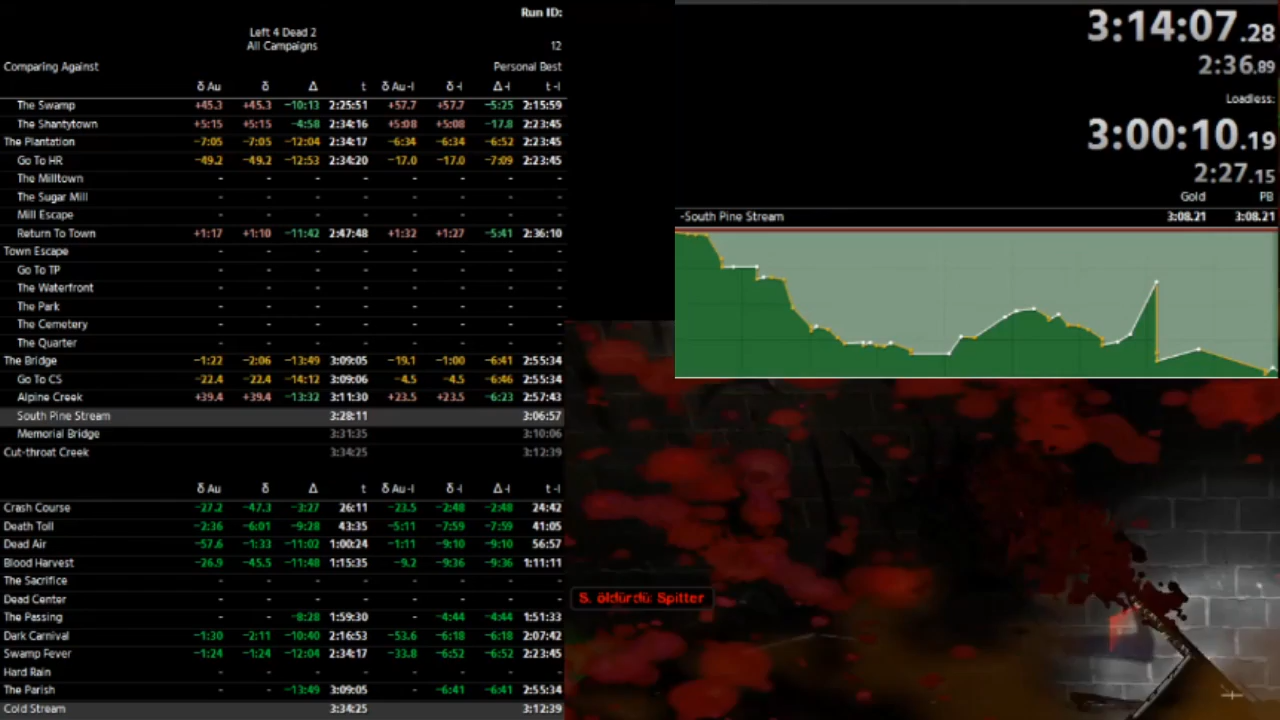 Run ID:
Left 4 Dead 2
All Campaigns
12
Comparing Against Personal Best
δ Au δ Δ t δ Au-I δ-I Δ-I t-I
The Swamp +45.3 +45.3 −10:13 2:25:51 +57.7 +57.7 −5:25 2:15:59
The Shantytown +5:15 +5:15 −4:58 2:34:16 +5:08 +5:08 −17.8 2:23:45
The Plantation −7:05 −7:05 −12:04 2:34:17 −6:34 −6:34 −6:52 2:23:45
Go To HR −49.2 −49.2 −12:53 2:34:20 −17.0 −17.0 −7:09 2:23:45
The Milltown - - - - - - - -
The Sugar Mill - - - - - - - -
Mill Escape - - - - - - - -
Return To Town +1:17 +1:10 −11:42 2:47:48 +1:32 +1:27 −5:41 2:36:10
Town Escape - - - - - - - -
Go To TP - - - - - - - -
The Waterfront - - - - - - - -
The Park - - - - - - - -
The Cemetery - - - - - - - -
The Quarter - - - - - - - -
The Bridge −1:22 −2:06 −13:49 3:09:05 −19.1 −1:00 −6:41 2:55:34
Go To CS −22.4 −22.4 −14:12 3:09:06 −4.5 −4.5 −6:46 2:55:34
Alpine Creek +39.4 +39.4 −13:32 3:11:30 +23.5 +23.5 −6:23 2:57:43
South Pine Stream 3:28:11 3:06:57
Memorial Bridge 3:31:35 3:10:06
Cut-throat Creek 3:34:25 3:12:39
δ Au δ Δ t δ Au-I δ-I Δ-I t-I
Crash Course −27.2 −47.3 −3:27 26:11 −23.5 −2:48 −2:48 24:42
Death Toll −2:36 −6:01 −9:28 43:35 −5:11 −7:59 −7:59 41:05
Dead Air −57.6 −1:33 −11:02 1:00:24 −1:11 −9:10 −9:10 56:57
Blood Harvest −26.9 −45.5 −11:48 1:15:35 −9.2 −9:36 −9:36 1:11:11
The Sacrifice - - - - - - - -
Dead Center - - - - - - - -
The Passing - - −8:28 1:59:30 - −4:44 −4:44 1:51:33
Dark Carnival −1:30 −2:11 −10:40 2:16:53 −53.6 −6:18 −6:18 2:07:42
Swamp Fever −1:24 −1:24 −12:04 2:34:17 −33.8 −6:52 −6:52 2:23:45
Hard Rain - - - - - - - -
The Parish - - −13:49 3:09:05 - −6:41 −6:41 2:55:34
Cold Stream 3:34:25 3:12:39
3:14:07.28
2:36.89
Loadless:
3:00:10.19
2:27.15
Gold PB
-South Pine Stream 3:08.21 3:08.21
S. öldürdü: Spitter